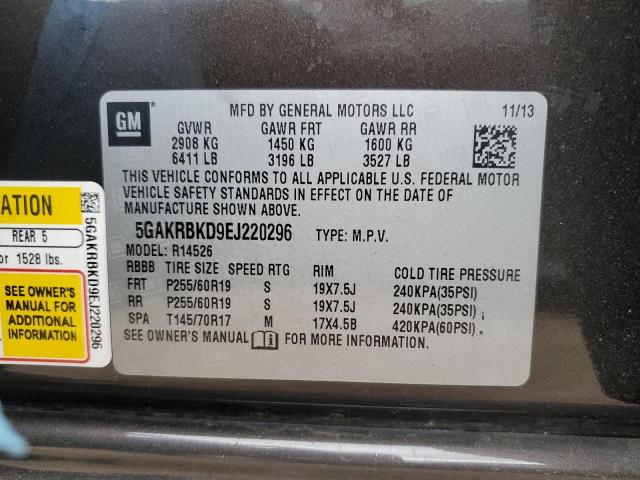 GM
MFD BY GENERAL MOTORS LLC 11/13
GVWR GAWR FRT GAWR RR
2908 KG 1450 KG 1600 KG
6411 LB 3196 LB 3527 LB
THIS VEHICLE CONFORMS TO ALL APPLICABLE U.S. FEDERAL MOTOR
VEHICLE SAFETY STANDARDS IN EFFECT ON THE DATE OF
MANUFACTURE SHOWN ABOVE.
5GAKRBKD9EJ220296 TYPE: M.P.V.
MODEL: R14526
RBBB TIRE SIZE SPEED RTG RIM COLD TIRE PRESSURE
FRT P255/60R19 S 19X7.5J 240KPA(35PSI)
RR P255/60R19 S 19X7.5J 240KPA(35PSI)
SPA T145/70R17 M 17X4.5B 420KPA(60PSI)
SEE OWNER'S MANUAL i FOR MORE INFORMATION.
ATION
REAR 5
r 1528 lbs.
SEE OWNER'S
MANUAL FOR
ADDITIONAL
INFORMATION
5GAKRBKD9EJ220296